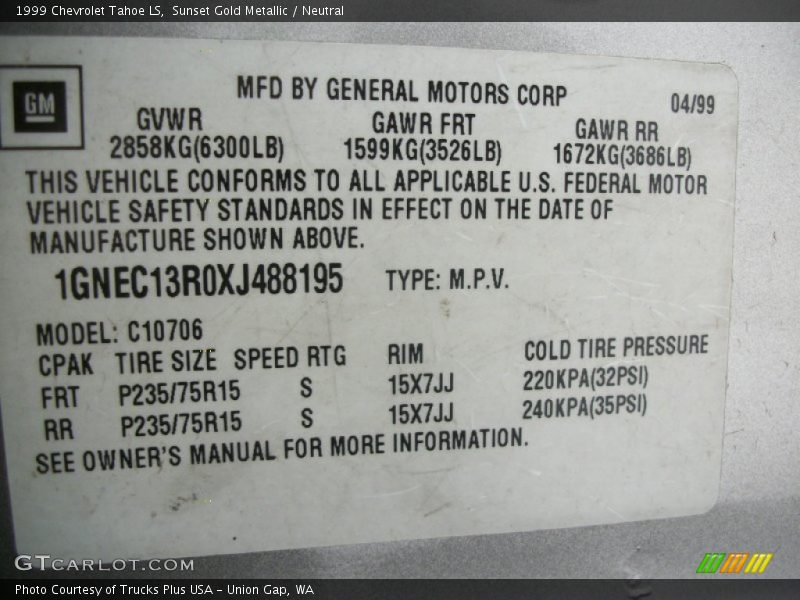 1999 Chevrolet Tahoe LS, Sunset Gold Metallic / Neutral
GM
MFD BY GENERAL MOTORS CORP 04/99
GVWR GAWR FRT GAWR RR
2858KG(6300LB) 1599KG(3526LB) 1672KG(3686LB)
THIS VEHICLE CONFORMS TO ALL APPLICABLE U.S. FEDERAL MOTOR
VEHICLE SAFETY STANDARDS IN EFFECT ON THE DATE OF
MANUFACTURE SHOWN ABOVE.
1GNEC13R0XJ488195 TYPE: M.P.V.
MODEL: C10706
CPAK TIRE SIZE SPEED RTG RIM COLD TIRE PRESSURE
FRT P235/75R15 S 15X7JJ 220KPA(32PSI)
RR P235/75R15 S 15X7JJ 240KPA(35PSI)
SEE OWNER'S MANUAL FOR MORE INFORMATION.
GTCARLOT.COM
Photo Courtesy of Trucks Plus USA - Union Gap, WA